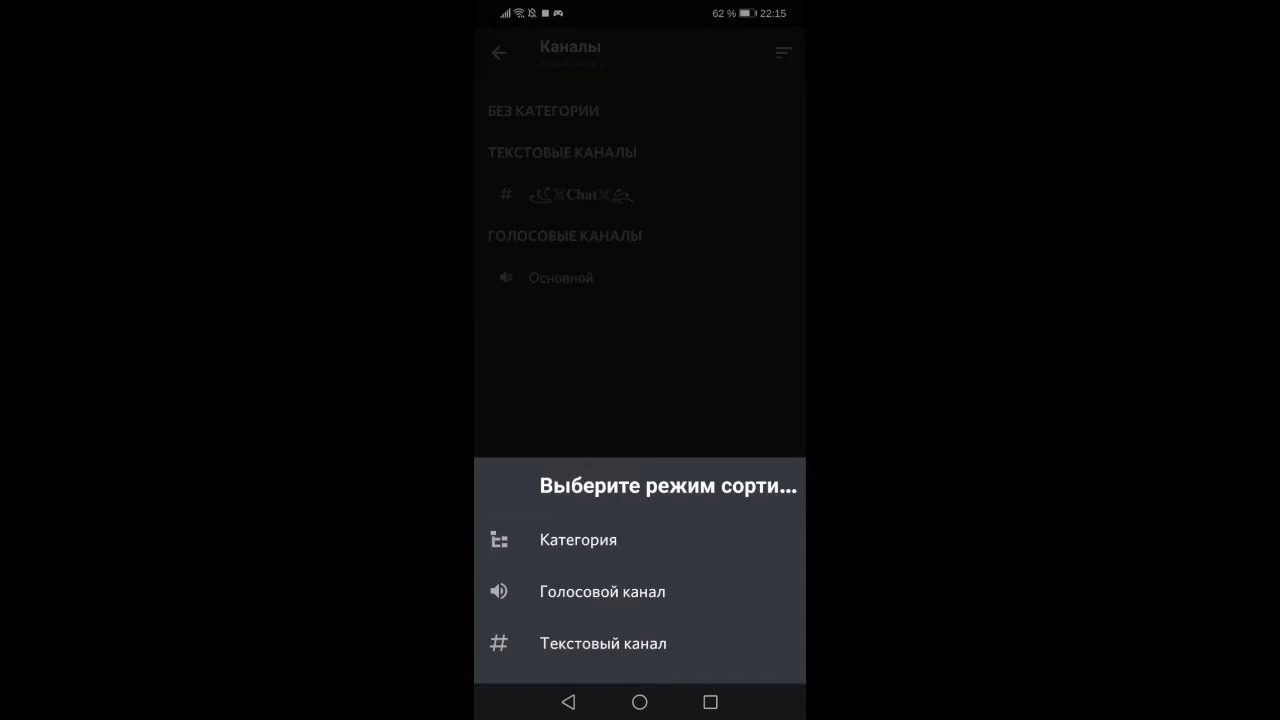 62 % 22:15
Каналы
БЕЗ КАТЕГОРИИ
ТЕКСТОВЫЕ КАНАЛЫ
# Chat
ГОЛОСОВЫЕ КАНАЛЫ
Основной
Выберите режим сорти...
Категория
Голосовой канал
# Текстовый канал